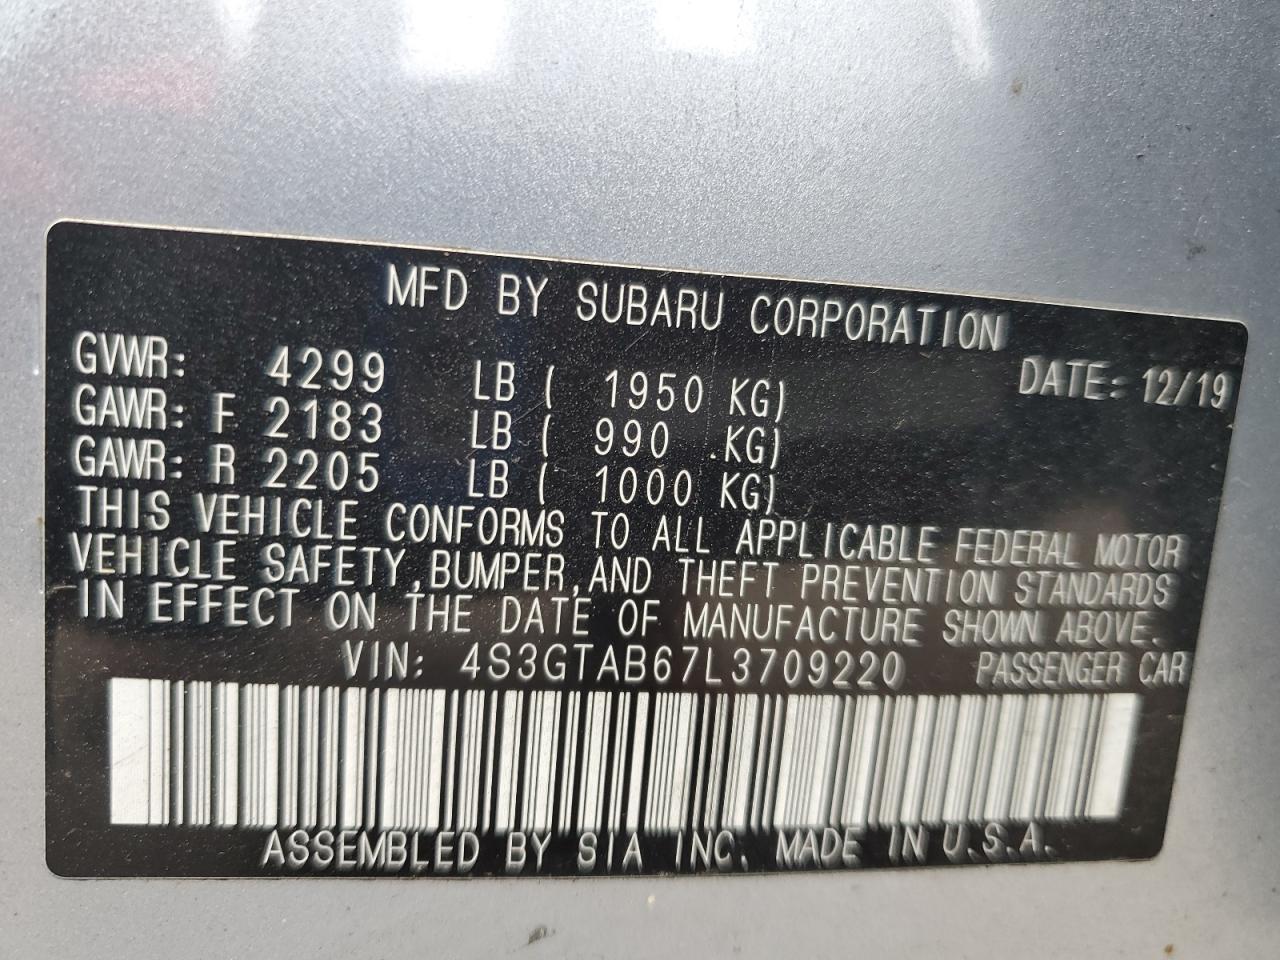 MFD BY SUBARU CORPORATION
GVWR: 4299 LB ( 1950 KG) DATE: 12/19
GAWR: F 2183 LB ( 990 KG)
GAWR: R 2205 LB ( 1000 KG)
THIS VEHICLE CONFORMS TO ALL APPLICABLE FEDERAL MOTOR
VEHICLE SAFETY, BUMPER, AND THEFT PREVENTION STANDARDS
IN EFFECT ON THE DATE OF MANUFACTURE SHOWN ABOVE.
VIN: 4S3GTAB67L3709220 PASSENGER CAR
ASSEMBLED BY SIA INC. MADE IN U.S.A.